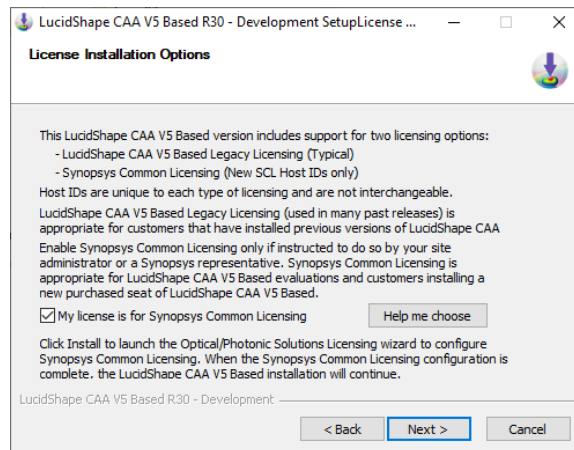 LucidShape CAA V5 Based R30 - Development SetupLicense ...
License Installation Options
This LucidShape CAA V5 Based version includes support for two licensing options:
- LucidShape CAA V5 Based Legacy Licensing (Typical)
- Synopsys Common Licensing (New SCL Host IDs only)
Host IDs are unique to each type of licensing and are not interchangeable.
LucidShape CAA V5 Based Legacy Licensing (used in many past releases) is
appropriate for customers that have installed previous versions of LucidShape CAA
Enable Synopsys Common Licensing only if instructed to do so by your site
administrator or a Synopsys representative. Synopsys Common Licensing is
appropriate for LucidShape CAA V5 Based evaluations and customers installing a
new purchased seat of LucidShape CAA V5 Based.
My license is for Synopsys Common Licensing Help me choose
Click Install to launch the Optical/Photonic Solutions Licensing wizard to configure
Synopsys Common Licensing. When the Synopsys Common Licensing configuration is
complete, the LucidShape CAA V5 Based installation will continue.
LucidShape CAA V5 Based R30 - Development
< Back Next > Cancel